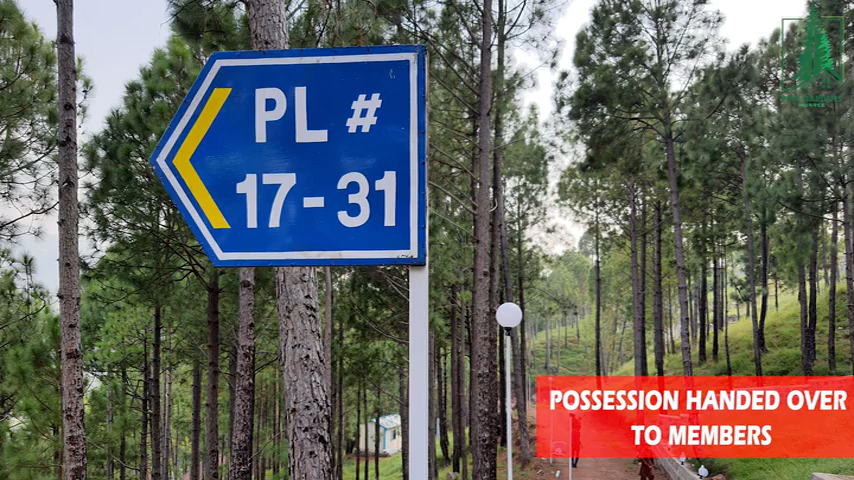 PL #
17-31
POSSESSION HANDED OVER
TO MEMBERS